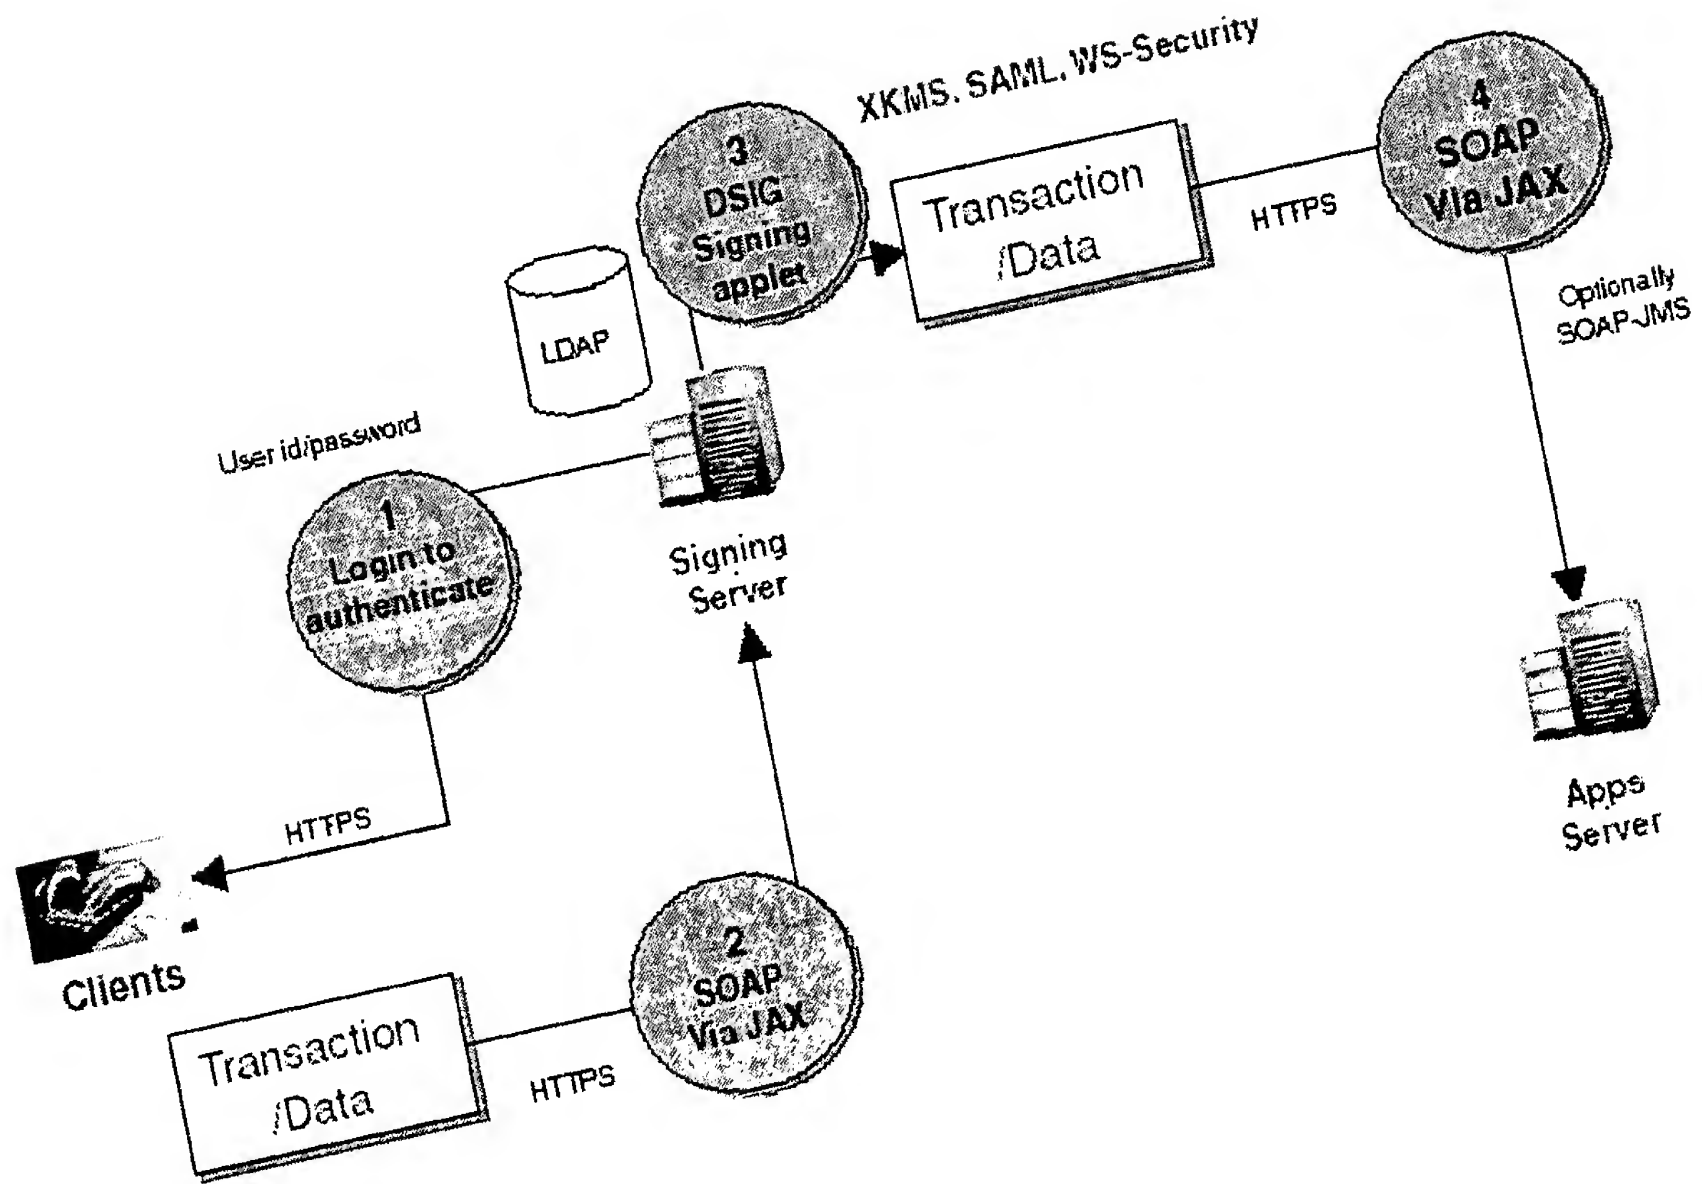 XKMS, SAML, WS-Security
3
DSIG
Signing
applet
Transaction
/Data
HTTPS
4
SOAP
Via JAX
Optionally
SOAP-JMS
LDAP
User id/password
1
Login to
authenticate
Signing
Server
Apps
Server
HTTPS
Clients
2
SOAP
Via JAX
Transaction
/Data
HTTPS